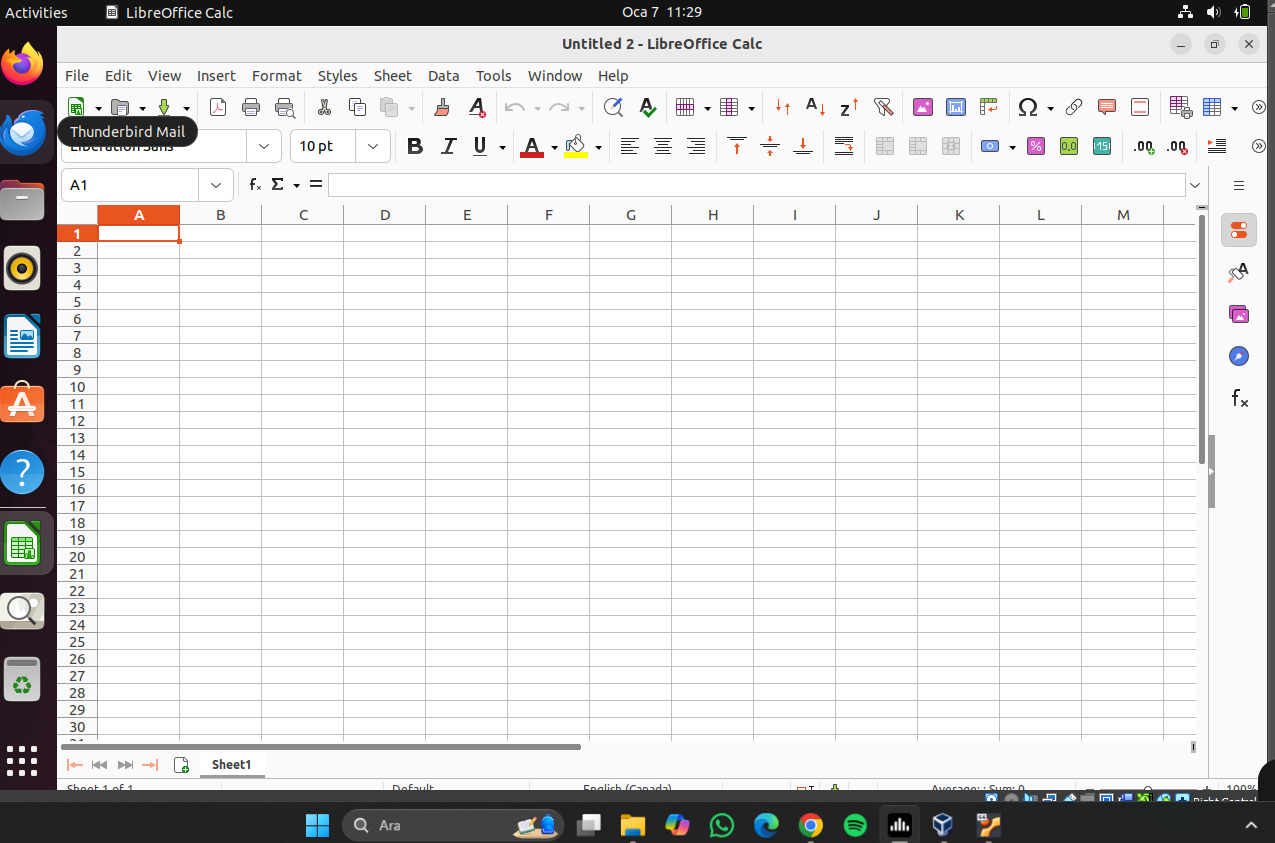 Activities LibreOffice Calc Oca 7 11:29
Untitled 2 - LibreOffice Calc
File Edit View Insert Format Styles Sheet Data Tools Window Help
Thunderbird Mail
Liberation Sans 10 pt
A1
A B C D E F G H I J K L M
1
2
3
4
5
6
7
8
9
10
11
12
13
14
15
16
17
18
19
20
21
22
23
24
25
26
27
28
29
30
31
Sheet1
Sheet 1 of 1 Default English (Canada) Average: ; Sum: 0 100%
Right Control
Ara